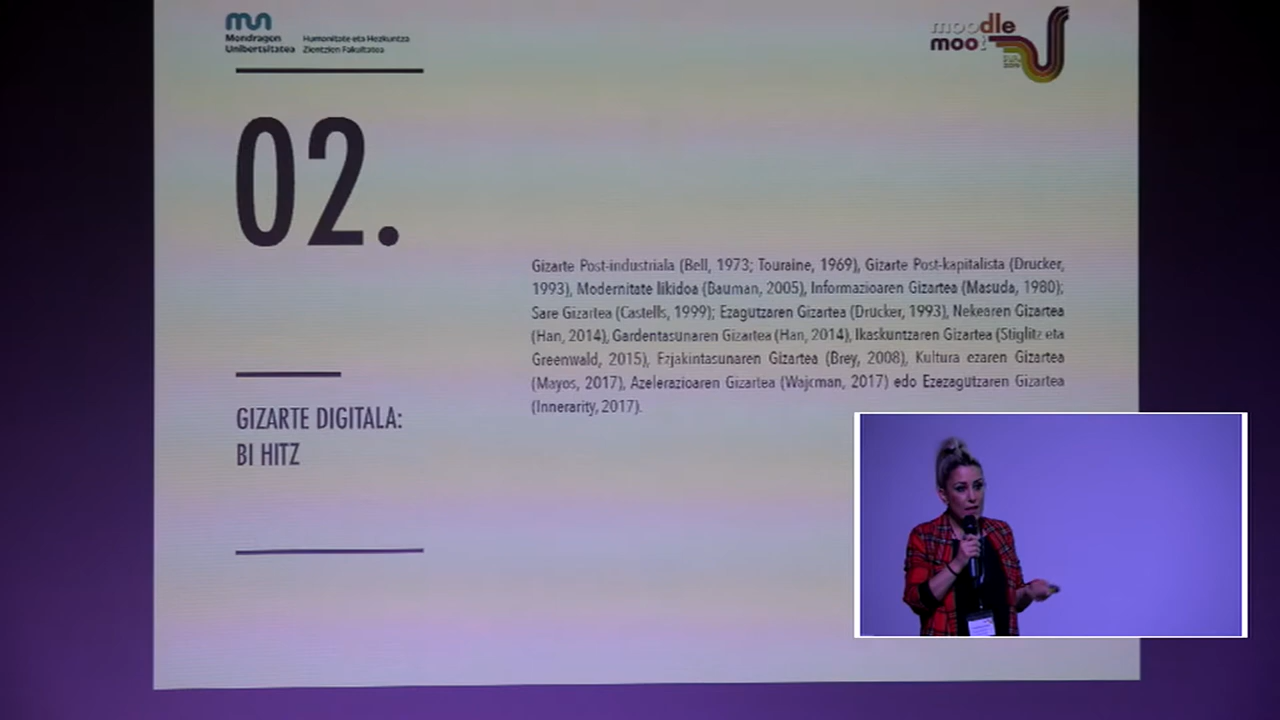 Mondragon
Unibertsitatea
Humanitate eta Hezkuntza
Zientzien Fakultatea
moodle
moot
02.
GIZARTE DIGITALA:
BI HITZ
Gizarte Post-industriala (Bell, 1973; Touraine, 1969), Gizarte Post-kapitalista (Drucker,
1993), Modernitate likidoa (Bauman, 2005), Informazioaren Gizartea (Masuda, 1980);
Sare Gizartea (Castells, 1999); Ezagutzaren Gizartea (Drucker, 1993), Nekearen Gizartea
(Han, 2014), Gardentasunaren Gizartea (Han, 2014), Ikaskuntzaren Gizartea (Stiglitz eta
Greenwald, 2015), Ezjakintasunaren Gizartea (Brey, 2008), Kultura ezaren Gizartea
(Mayos, 2017), Azelerazioaren Gizartea (Wajcman, 2017) edo Ezezagutzaren Gizartea
(Innerarity, 2017).